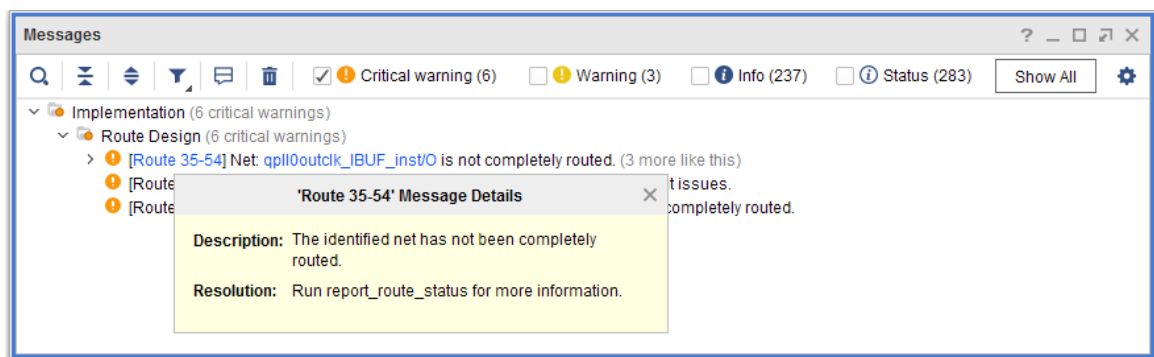 Messages
Critical warning (6) Warning (3) Info (237) Status (283) Show All
Implementation (6 critical warnings)
Route Design (6 critical warnings)
[Route 35-54] Net: qpll0outclk_IBUF_inst/O is not completely routed. (3 more like this)
[Route t issues.
[Route completely routed.
'Route 35-54' Message Details
Description: The identified net has not been completely
routed.
Resolution: Run report_route_status for more information.